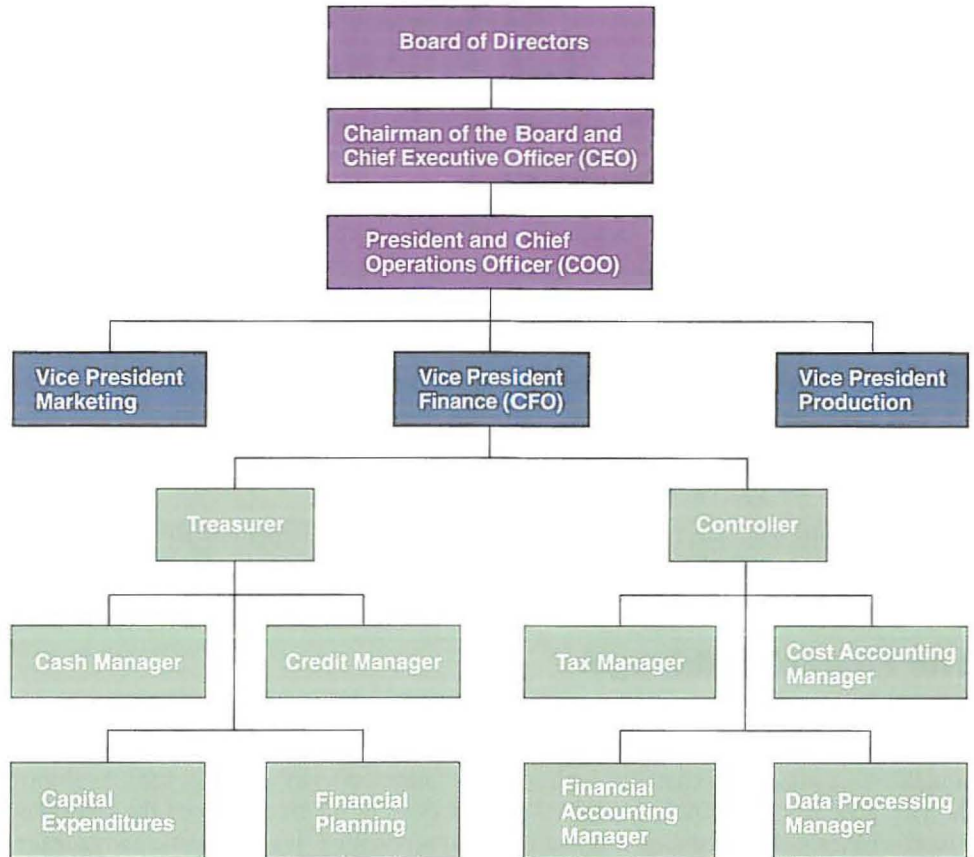 Board of Directors
Chairman of the Board and
Chief Executive Officer (CEO)
President and Chief
Operations Officer (COO)
Vice President
Marketing
Vice President
Finance (CFO)
Vice President
Production
Treasurer
Controller
Cash Manager
Credit Manager
Tax Manager
Cost Accounting
Manager
Capital
Expenditures
Financial
Planning
Financial
Accounting
Manager
Data Processing
Manager